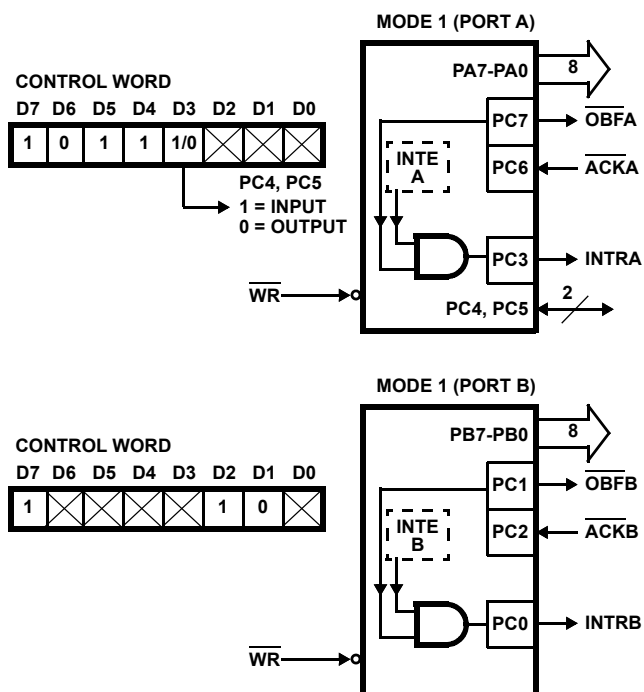 MODE 1 (PORT A)
CONTROL WORD
D7 D6 D5 D4 D3 D2 D1 D0
1 0 1 1 1/0
PC4, PC5
1 = INPUT
0 = OUTPUT
PA7-PA0
8
PC7
OBFA
INTE
A
PC6
ACKA
PC3
INTRA
WR
PC4, PC5
2
MODE 1 (PORT B)
CONTROL WORD
D7 D6 D5 D4 D3 D2 D1 D0
1 1 0
PB7-PB0
8
PC1
OBFB
INTE
B
PC2
ACKB
PC0
INTRB
WR